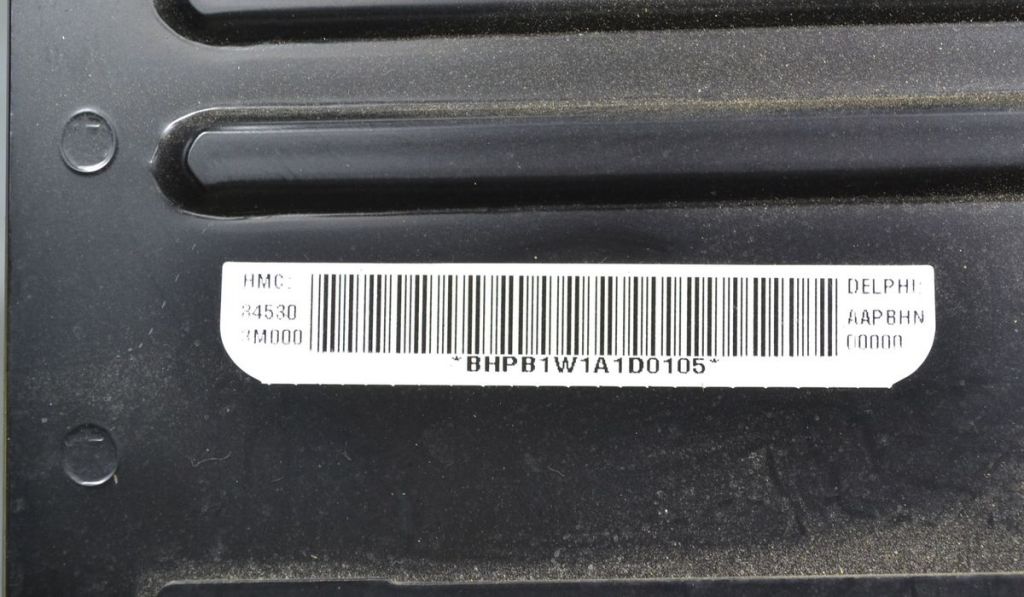 HMC:
84530
3M000
*BHPB1W1A1D0105*
DELPHI:
AAPBHN
00000